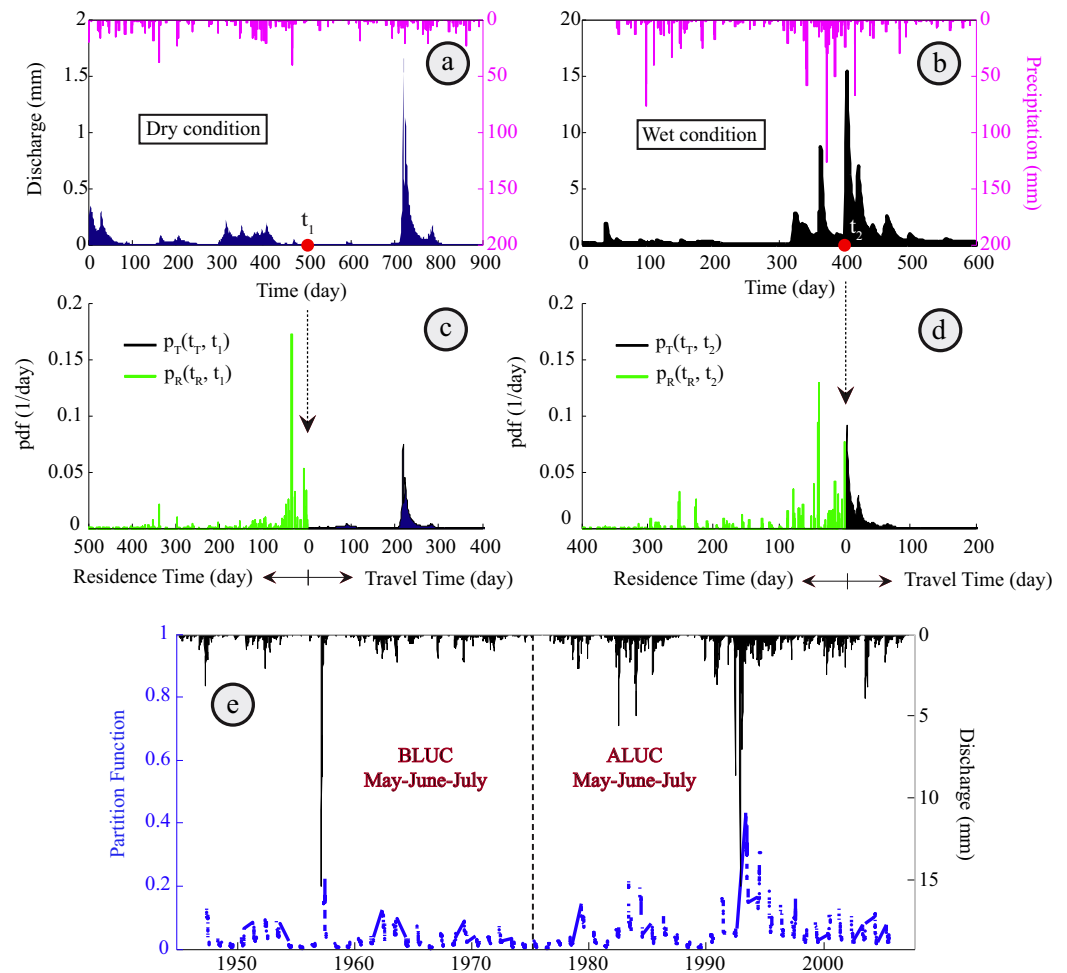 2 0 20 0
a b
1.5 50 15 50
Dry condition Wet condition
Discharge (mm) 1 100 10 100 Precipitation (mm)
0.5 150 5 150
t1 t2
0 200 0 200
0 100 200 300 400 500 600 700 800 900 0 100 200 300 400 500 600
Time (day) Time (day)
0.2 0.2
c d
pT(tT, t1) pT(tT, t2)
0.15 0.15
pR(tR, t1) pR(tR, t2)
pdf (1/day) 0.1 pdf (1/day) 0.1
0.05 0.05
0 0
500 400 300 200 100 0 100 200 300 400 400 300 200 100 0 100 200
Residence Time (day) Travel Time (day) Residence Time (day) Travel Time (day)
1 0
0.8
e 5
Partition Function 0.6 BLUC ALUC Discharge (mm)
May-June-July May-June-July
10
0.4
0.2 15
0
1950 1960 1970 1980 1990 2000